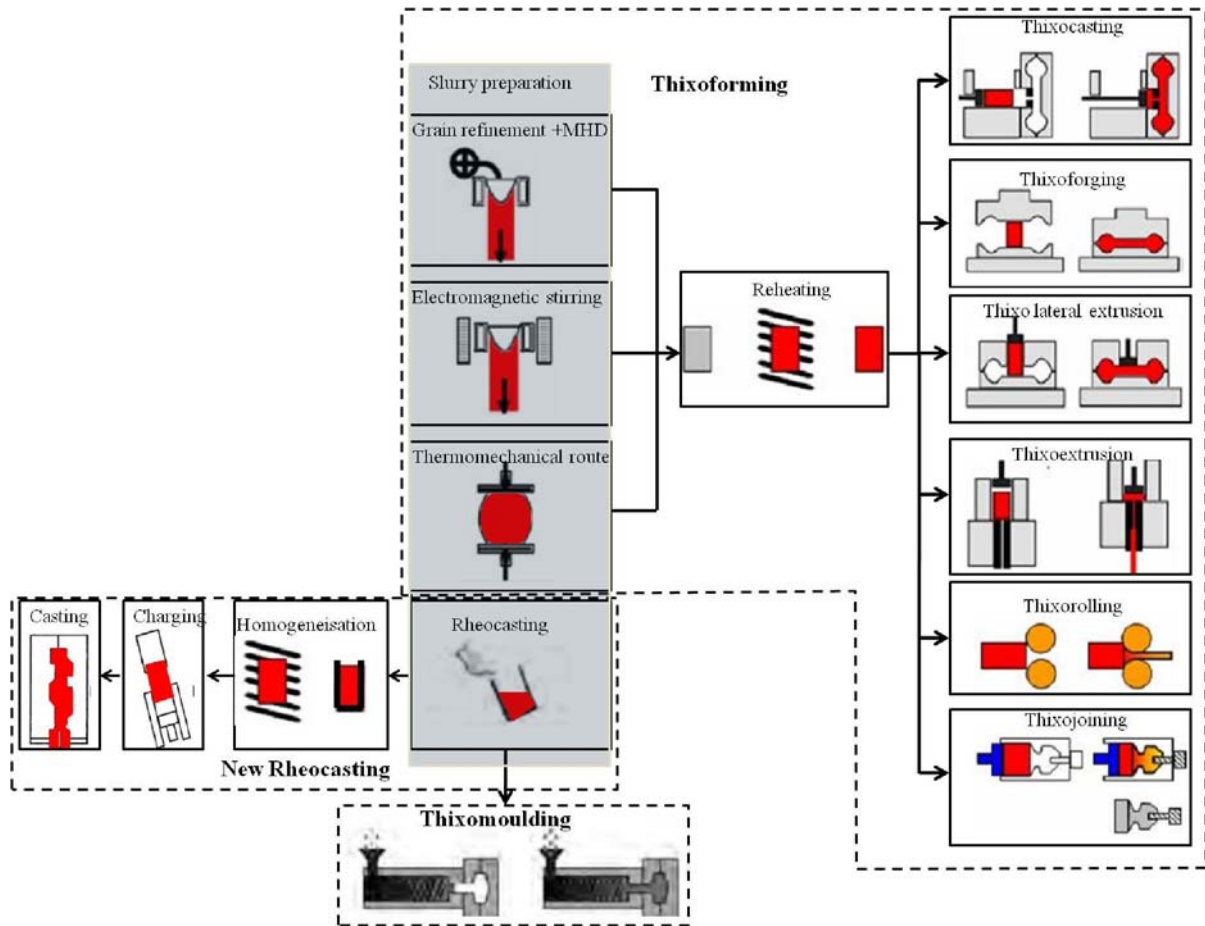 Slurry preparation
Thixoforming
Grain refinement +MHD
Electromagnetic stirring
Thermomechanical route
Reheating
Thixocasting
Thixoforging
Thixo lateral extrusion
Thixoextrusion
Thixorolling
Thixojoining
Casting
Charging
Homogeneisation
Rheocasting
New Rheocasting
Thixomoulding